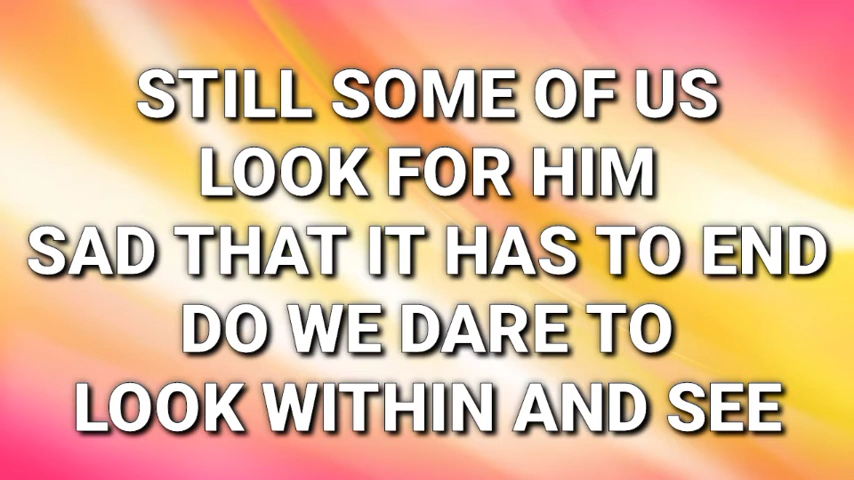 STILL SOME OF US
LOOK FOR HIM
SAD THAT IT HAS TO END
DO WE DARE TO
LOOK WITHIN AND SEE